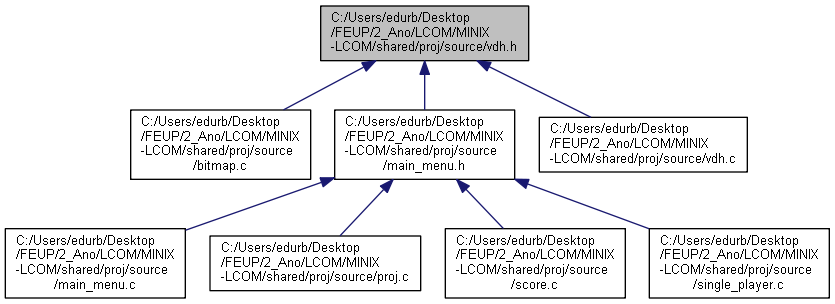 C:/Users/edurb/Desktop
/FEUP/2_Ano/LCOM/MINIX
-LCOM/shared/proj/source/vdh.h
C:/Users/edurb/Desktop
/FEUP/2_Ano/LCOM/MINIX
-LCOM/shared/proj/source
/bitmap.c
C:/Users/edurb/Desktop
/FEUP/2_Ano/LCOM/MINIX
-LCOM/shared/proj/source
/main_menu.h
C:/Users/edurb/Desktop
/FEUP/2_Ano/LCOM/MINIX
-LCOM/shared/proj/source/vdh.c
C:/Users/edurb/Desktop
/FEUP/2_Ano/LCOM/MINIX
-LCOM/shared/proj/source
/main_menu.c
C:/Users/edurb/Desktop
/FEUP/2_Ano/LCOM/MINIX
-LCOM/shared/proj/source/proj.c
C:/Users/edurb/Desktop
/FEUP/2_Ano/LCOM/MINIX
-LCOM/shared/proj/source
/score.c
C:/Users/edurb/Desktop
/FEUP/2_Ano/LCOM/MINIX
-LCOM/shared/proj/source
/single_player.c